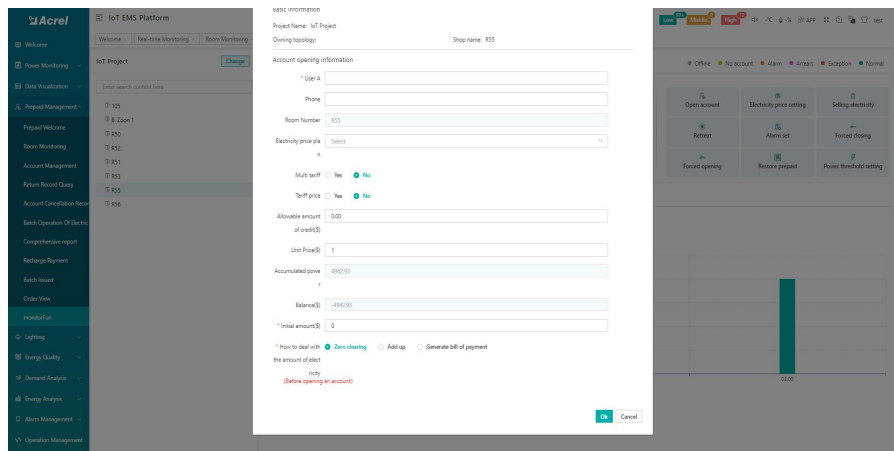 Acrel
IoT EMS Platform
Low
Middle
High
APP
test
Welcome
Real-time Monitoring
Room Monitoring
Welcome
Power Monitoring
Data Visualization
Prepaid Management
Prepaid Welcome
Room Monitoring
Account Management
Return Record Query
Account Cancellation Recor
Batch Operation Of Electric
Comprehensive report
Recharge Payment
Batch Issued
Order View
monitorFun
Lighting
Energy Quality
Demand Analysis
Energy Analysis
Alarm Management
Operation Management
IoT Project
Change
Enter search content here
105
B. Zoon 1
R50
R52
R51
R53
R55
R56
Basic information
Project Name: IoT Project
Owning topology:
Shop name: R55
Account opening information
* User A
Phone
Room Number
R55
Electricity price pla
n
Select
Multi tariff
Yes
No
Tariff price
Yes
No
Allowable amount
of credit($)
0.00
Unit Price($)
1
Accumulated powe
r
4942.93
Balance($)
-4942.93
* Initial amount($)
0
* How to deal with
the amount of elect
ricity
Zero clearing
Add up
Generate bill of payment
(Before opening an account)
Ok
Cancel
Offline
No account
Alarm
Arrears
Exception
Normal
Open account
Electricity price setting
Selling electricity
Retreat
Alarm set
Forced closing
Forced opening
Restore prepaid
Power threshold setting
02:00